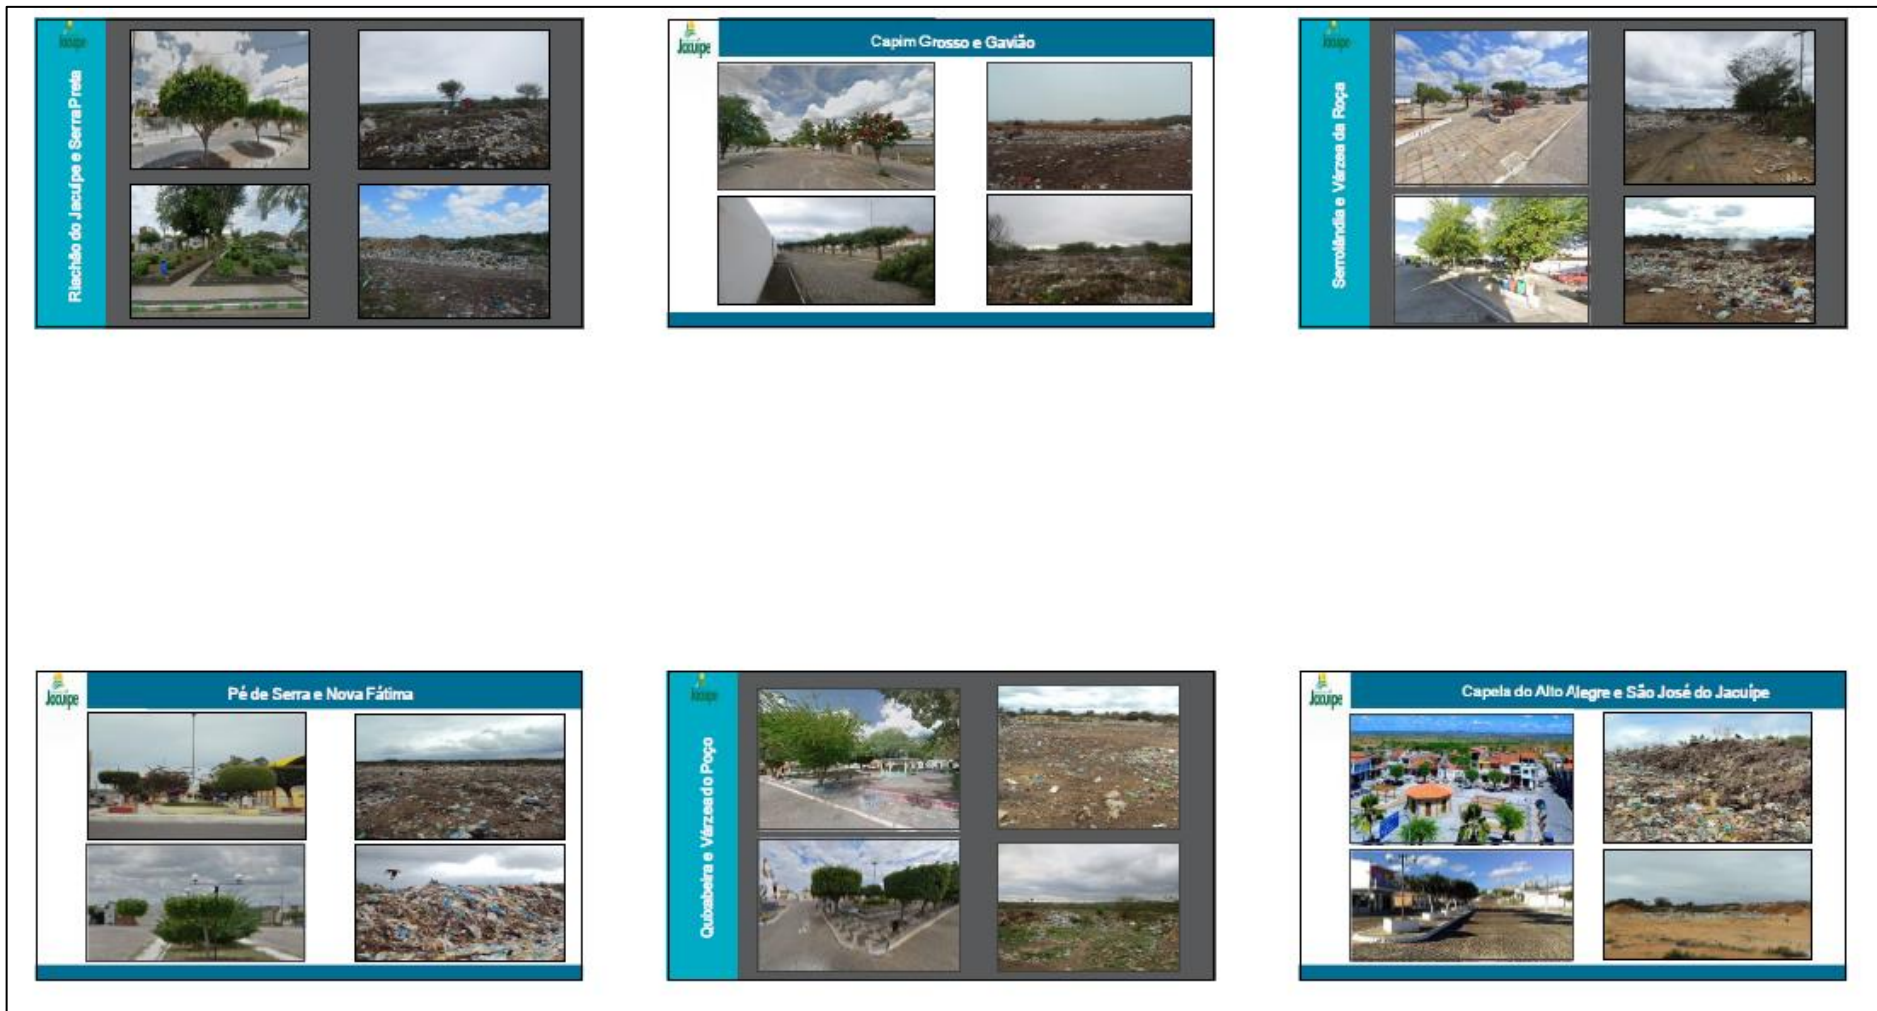 Jacuípe
Riachão do Jacuípe e Serra Preta
Jacuípe
Capim Grosso e Gavião
Jacuípe
Serrolândia e Várzea da Roça
Jacuípe
Pé de Serra e Nova Fátima
Jacuípe
Quixabeira e Várzea do Poço
Jacuípe
Capela do Alto Alegre e São José do Jacuípe